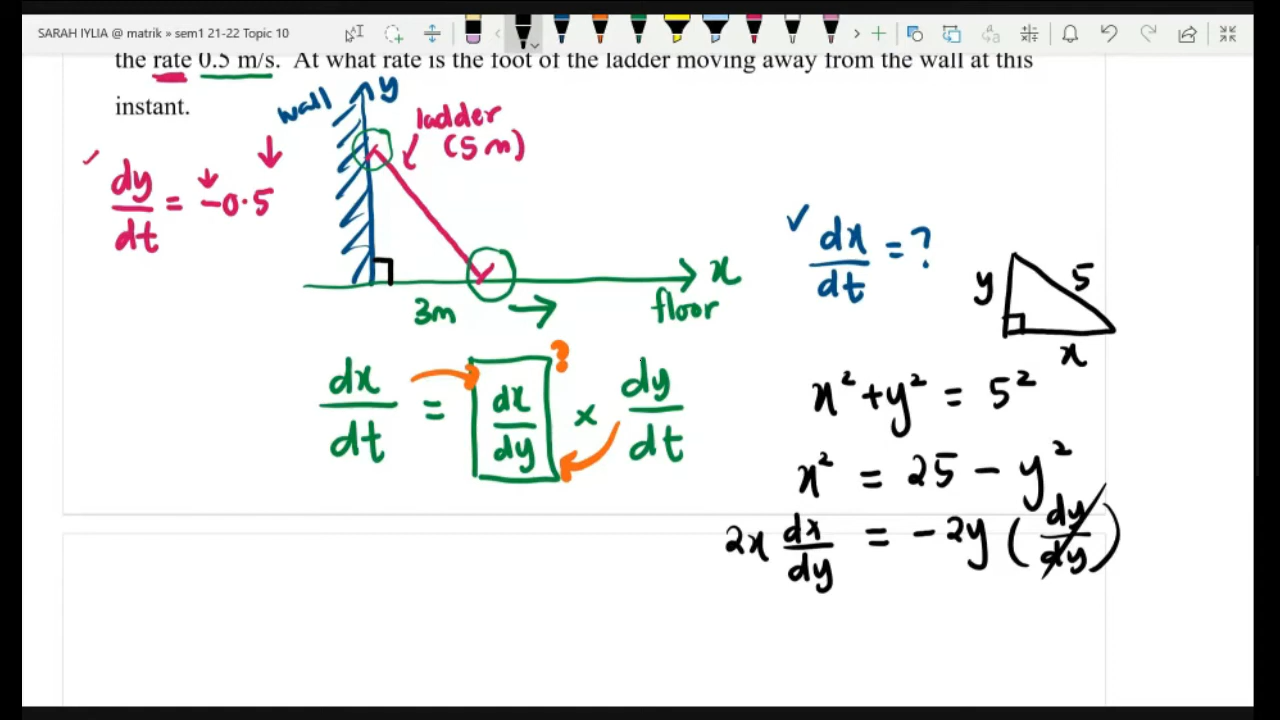 SARAH IYLIA @ matrik » sem1 21-22 Topic 10
the rate 0.5 m/s. At what rate is the foot of the ladder moving away from the wall at this
instant.
wall
y
ladder
(5 m)
dy/dt = -0.5
x
3m
floor
dx/dt = ?
y
5
x
dx/dt = dx/dy × dy/dt
?
x² + y² = 5²
x² = 25 - y²
2x dx/dy = -2y (dy/dy)